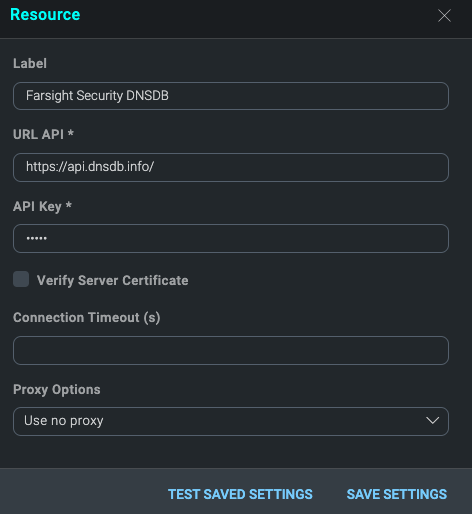 Resource
Label
Farsight Security DNSDB
URL API *
https://api.dnsdb.info/
API Key *
•••••
Verify Server Certificate
Connection Timeout (s)
Proxy Options
Use no proxy
TEST SAVED SETTINGS SAVE SETTINGS